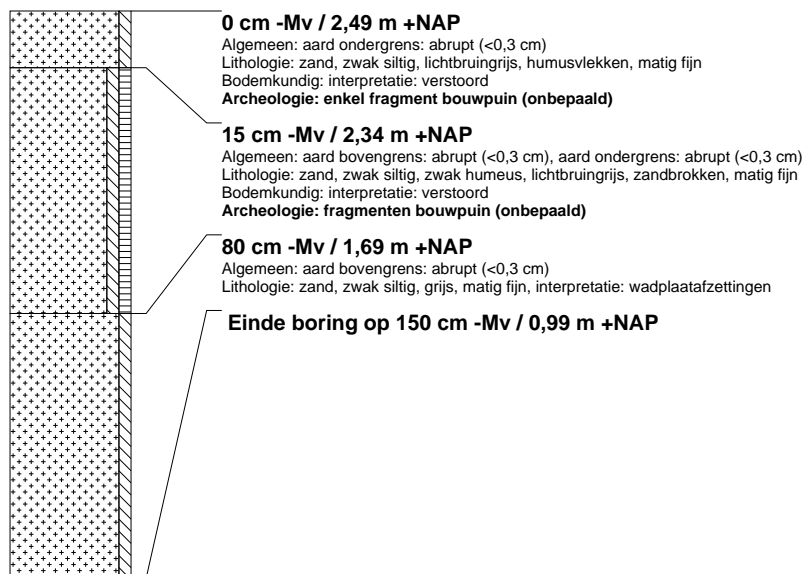 0 cm -Mv / 2,49 m +NAP
Algemeen: aard ondergrens: abrupt (<0,3 cm)
Lithologie: zand, zwak siltig, lichtbruingrijs, humusvlekken, matig fijn
Bodemkundig: interpretatie: verstoord
Archeologie: enkel fragment bouwpuin (onbepaald)
15 cm -Mv / 2,34 m +NAP
Algemeen: aard bovengrens: abrupt (<0,3 cm), aard ondergrens: abrupt (<0,3 cm)
Lithologie: zand, zwak siltig, zwak humeus, lichtbruingrijs, zandbrokken, matig fijn
Bodemkundig: interpretatie: verstoord
Archeologie: fragmenten bouwpuin (onbepaald)
80 cm -Mv / 1,69 m +NAP
Algemeen: aard bovengrens: abrupt (<0,3 cm)
Lithologie: zand, zwak siltig, grijs, matig fijn, interpretatie: wadplaatafzettingen
Einde boring op 150 cm -Mv / 0,99 m +NAP